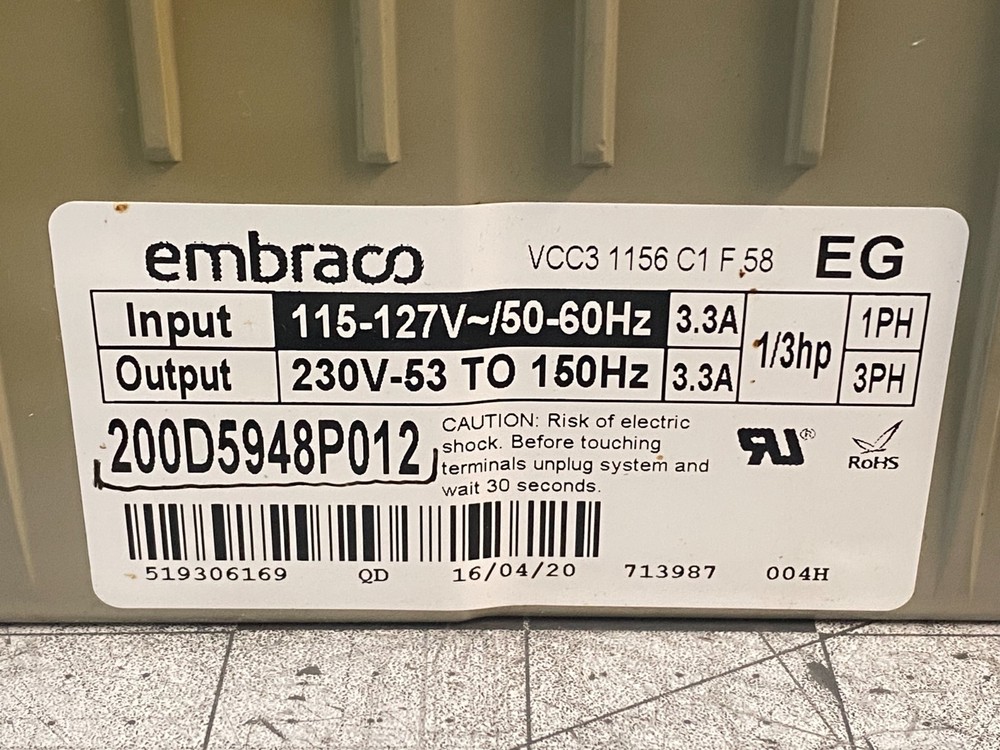 embraco VCC3 1156 C1 F 58 EG
Input 115-127V~/50-60Hz 3.3A 1/3hp 1PH
Output 230V-53 TO 150Hz 3.3A 3PH
200D5948P012
CAUTION: Risk of electric
shock. Before touching
terminals unplug system and
wait 30 seconds.
RU®
RoHS
519306169 QD 16/04/20 713987 004H